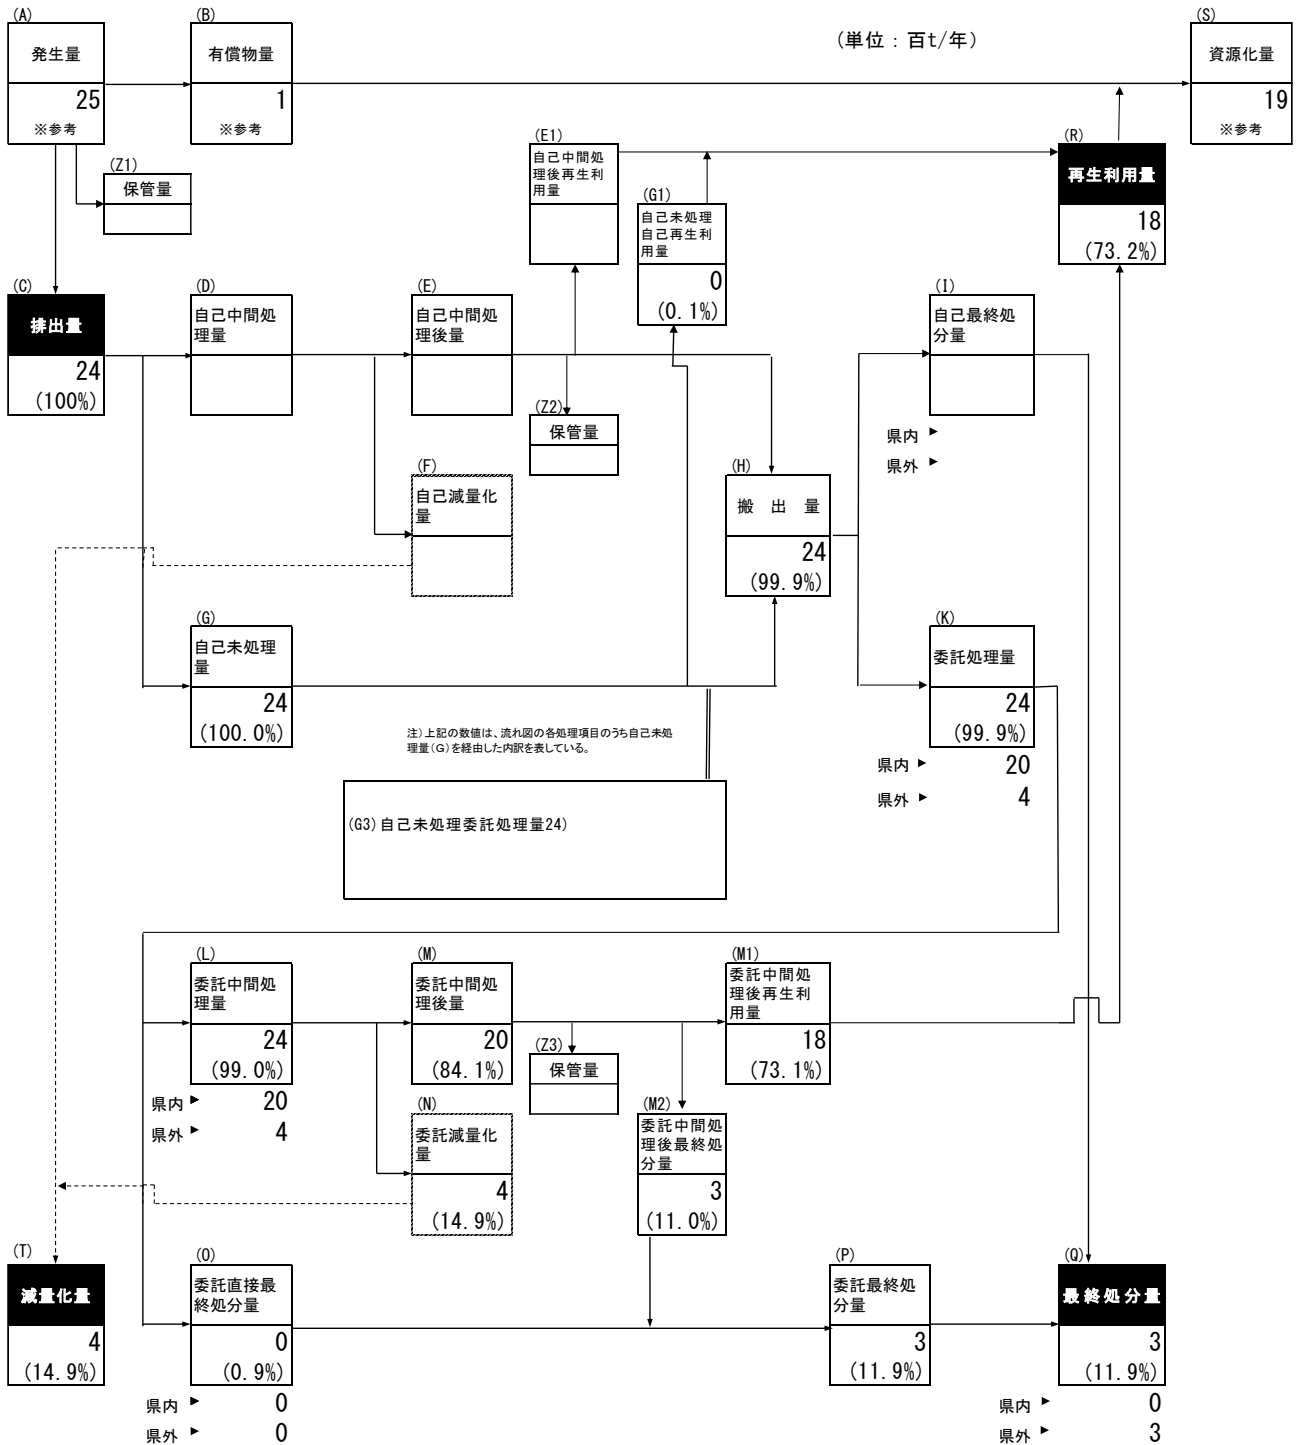 (A)
発生量
25
※参考
(B)
有償物量
1
※参考
(単位：百t/年)
(S)
資源化量
19
※参考
(Z1)
保管量
(E1)
自己中間処
理後再生利
用量
(G1)
自己未処理
自己再生利
用量
0
(0.1%)
(R)
再生利用量
18
(73.2%)
(C)
排出量
24
(100%)
(D)
自己中間処
理量
(E)
自己中間処
理後量
(Z2)
保管量
(I)
自己最終処
分量
県内 ►
県外 ►
(F)
自己減量化
量
(H)
搬 出 量
24
(99.9%)
(G)
自己未処理
量
24
(100.0%)
(K)
委託処理量
24
(99.9%)
県内 ► 20
県外 ► 4
注）上記の数値は、流れ図の各処理項目のうち自己未処
理量（G）を経由した内訳を表している。
(G3)自己未処理委託処理量24)
(L)
委託中間処
理量
24
(99.0%)
県内 ► 20
県外 ► 4
(M)
委託中間処
理後量
20
(84.1%)
(Z3)
保管量
(M1)
委託中間処
理後再生利
用量
18
(73.1%)
(N)
委託減量化
量
4
(14.9%)
(M2)
委託中間処
理後最終処
分量
3
(11.0%)
(T)
減量化量
4
(14.9%)
(O)
委託直接最
終処分量
0
(0.9%)
県内 ► 0
県外 ► 0
(P)
委託最終処
分量
3
(11.9%)
(Q)
最終処分量
3
(11.9%)
県内 ► 0
県外 ► 3